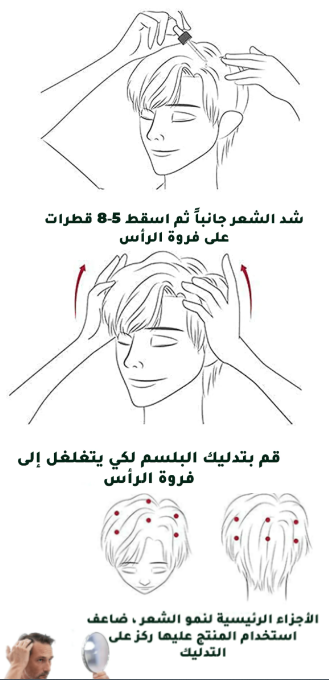 شد الشعر جانباً ثم اسقط 5-8 قطرات
على فروة الرأس
قم بتدليك البلسم لكي يتغلغل إلى
فروة الرأس
الأجزاء الرئيسية لنمو الشعر ، ضاعف
استخدام المنتج عليها ركز على
التدليك